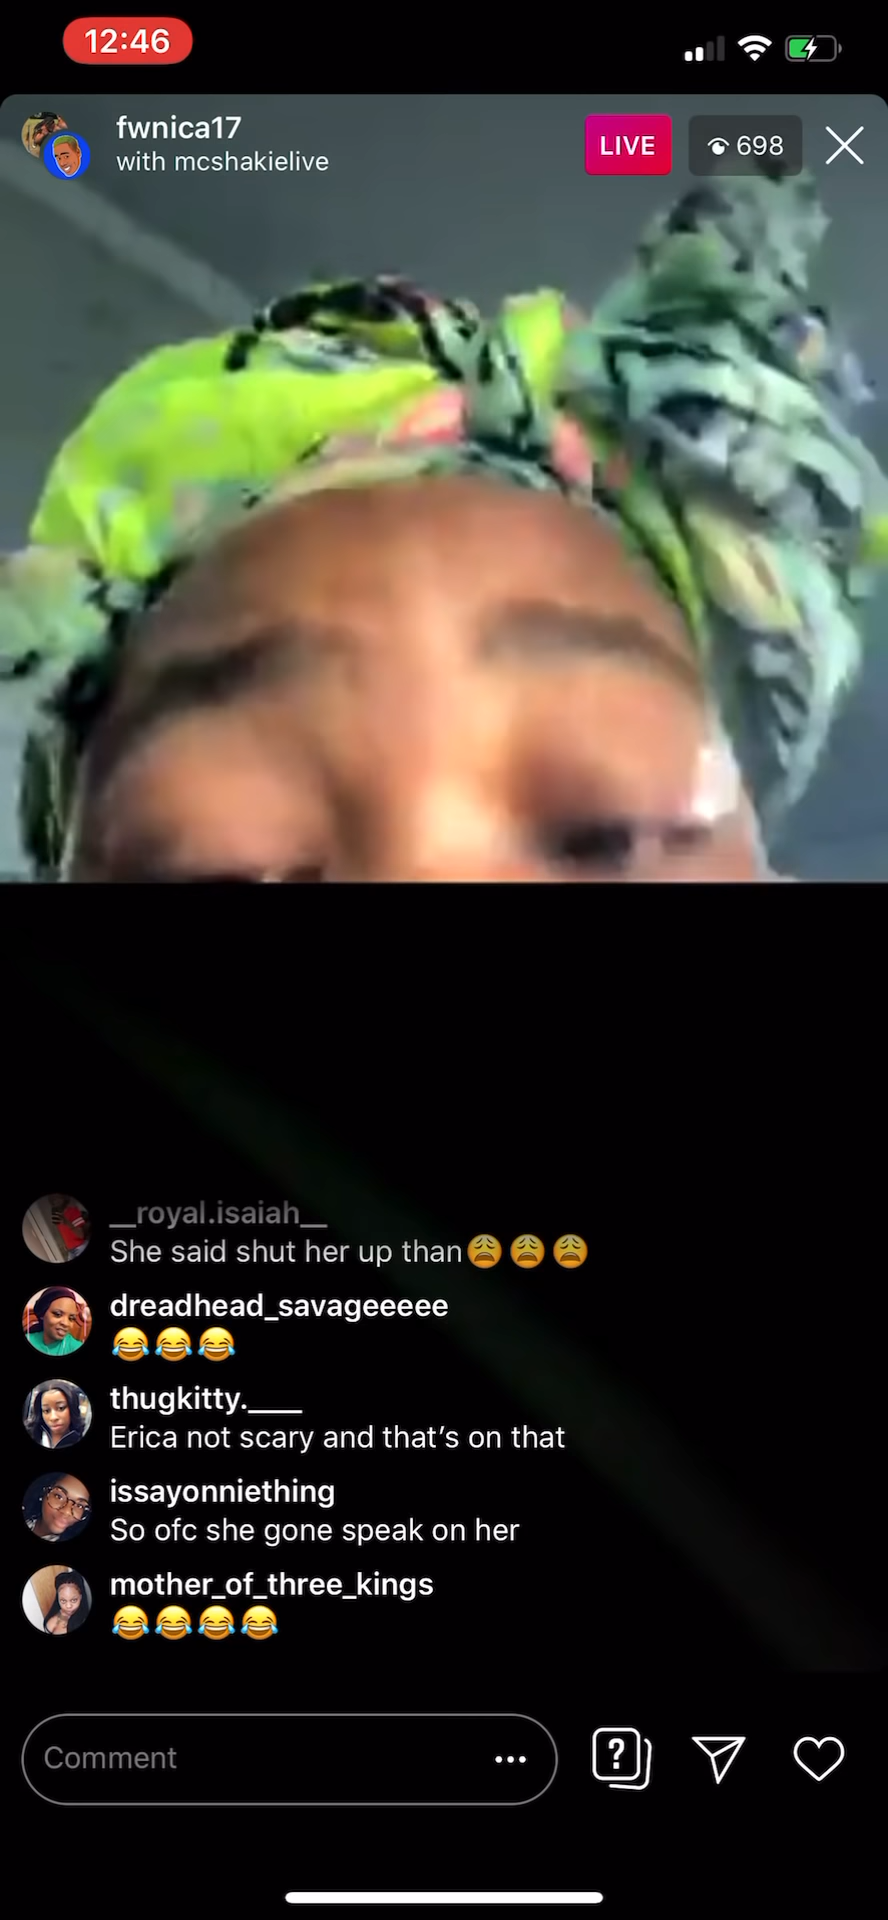 12:46
fwnica17
with mcshakielive
LIVE
698
__royal.isaiah__
She said shut her up than😩😩😩
dreadhead_savageeeee
😂😂😂
thugkitty.____
Erica not scary and that’s on that
issayonniething
So ofc she gone speak on her
mother_of_three_kings
😂😂😂😂
Comment